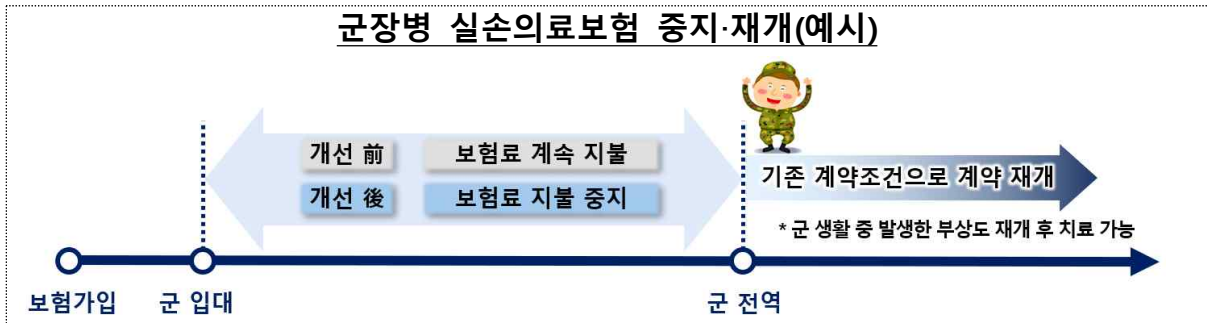 군장병 실손의료보험 중지·재개(예시)
개선 前 보험료 계속 지불
개선 後 보험료 지불 중지
기존 계약조건으로 계약 재개
* 군 생활 중 발생한 부상도 재개 후 치료 가능
보험가입 군 입대 군 전역